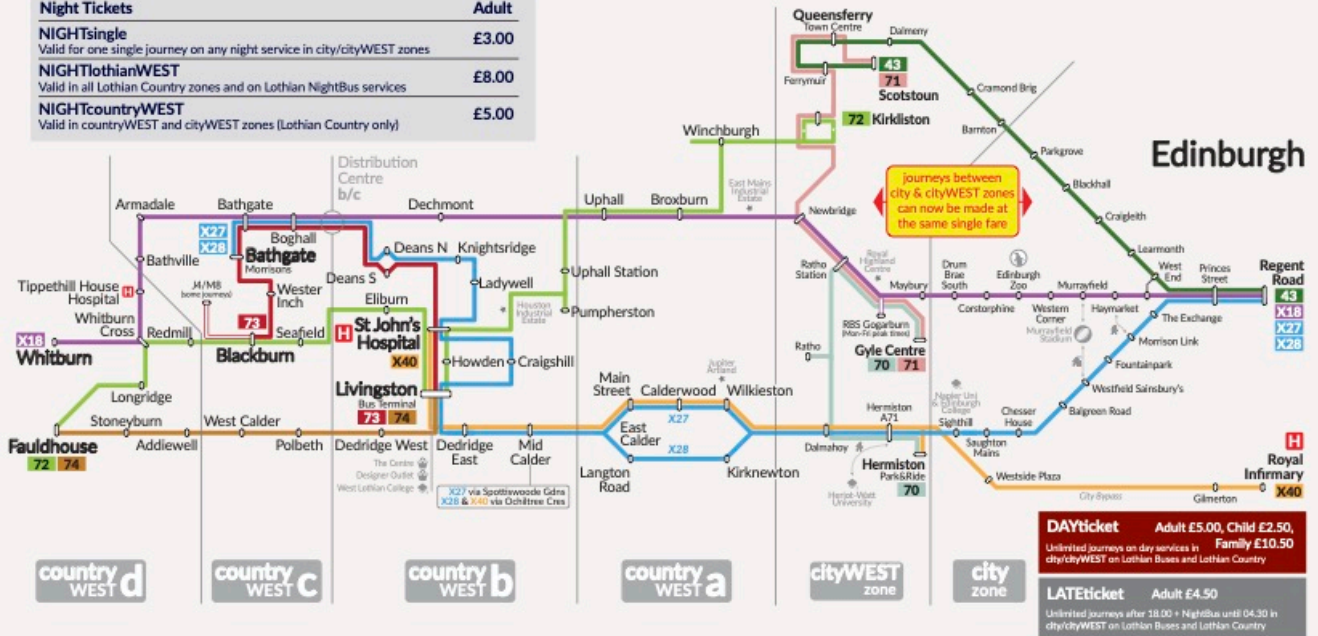 Night Tickets Adult
NIGHTsingle £3.00
Valid for one single journey on any night service in city/cityWEST zones
NIGHTlothianWEST £8.00
Valid in all Lothian Country zones and on Lothian NightBus services
NIGHTcountryWEST £5.00
Valid in countryWEST and cityWEST zones (Lothian Country only)
Queensferry
Town Centre
Dalmeny
Ferrymuir
43
71
Scotstoun
Cramond Brig
72 Kirkliston
Barnton
Winchburgh
Parkgrove
Edinburgh
Distribution
Centre
b/c
journeys between
city & cityWEST zones
can now be made at
the same single fare
Blackhall
East Mains
Industrial
Estate
Armadale
Bathgate
Dechmont
Uphall
Broxburn
Newbridge
Craigleith
X27
X28
Boghall
Bathgate
Morrisons
Deans N
Knightsridge
Learmonth
Royal
Highland
Centre
Bathville
Deans S
Ladywell
Uphall Station
Ratho
Station
Maybury
Drum
Brae
South
Edinburgh
Zoo
Murrayfield
West
End
Princes
Street
Regent
Road
43
X18
X27
X28
Tippethill House
Hospital H
J4/M8
(some journeys)
Wester
Inch
Eliburn
Houston
Industrial
Estate
Pumpherston
Corstorphine
Western
Corner
Haymarket
The Exchange
Whitburn
Cross
73
H St John's
Hospital
X40
RBS Gogarburn
(Mon-Fri peak times)
Murrayfield
Stadium
Morrison Link
X18
Whitburn
Redmill
Blackburn
Seafield
Howden
Craigshill
Ratho
Gyle Centre
70 71
Fountainpark
Jupiter
Artland
Longridge
Livingston
Bus Terminal
73 74
Main
Street
Calderwood
Wilkieston
Napier Uni
& Edinburgh
College
Westfield Sainsbury's
X27
Hermiston
A71
Chesser
House
Balgreen Road
Stoneyburn
West Calder
East
Calder
Sighthill
Fauldhouse
72 74
Addiewell
Polbeth
Dedridge West
Dedridge
East
Mid
Calder
X28
Dalmahoy
Saughton
Mains
H
Royal
Infirmary
X40
The Centre
Designer Outlet
West Lothian College
Langton
Road
Kirknewton
Hermiston
Park&Ride
70
Heriot-Watt
University
Westside Plaza
City Bypass
Gilmerton
X27 via Spottiswoode Gdns
X28 & X40 via Ochiltree Cres
DAYticket Adult £5.00, Child £2.50,
Family £10.50
Unlimited journeys on day services in
city/cityWEST on Lothian Buses and Lothian Country
country
WEST d
country
WEST c
country
WEST b
country
WEST a
cityWEST
zone
city
zone
LATEticket Adult £4.50
Unlimited journeys after 18.00 + NightBus until 04.30 in
city/cityWEST on Lothian Buses and Lothian Country